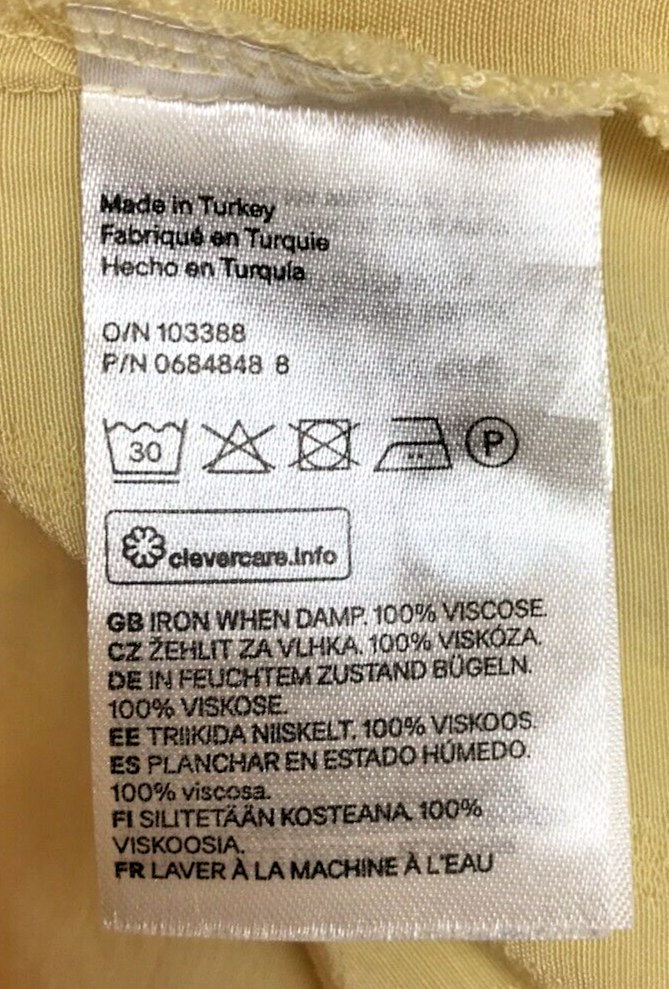 Made in Turkey
Fabriqué en Turquie
Hecho en Turquía
O/N 103388
P/N 0684848 8
30
P
clevercare.info
GB IRON WHEN DAMP. 100% VISCOSE.
CZ ŽEHLIT ZA VLHKA. 100% VISKÓZA.
DE IN FEUCHTEM ZUSTAND BÜGELN.
100% VISKOSE.
EE TRIIKIDA NIISKELT. 100% VISKOOS.
ES PLANCHAR EN ESTADO HÚMEDO.
100% viscosa.
FI SILITETÄÄN KOSTEANA. 100%
VISKOOSIA.
FR LAVER À LA MACHINE À L'EAU